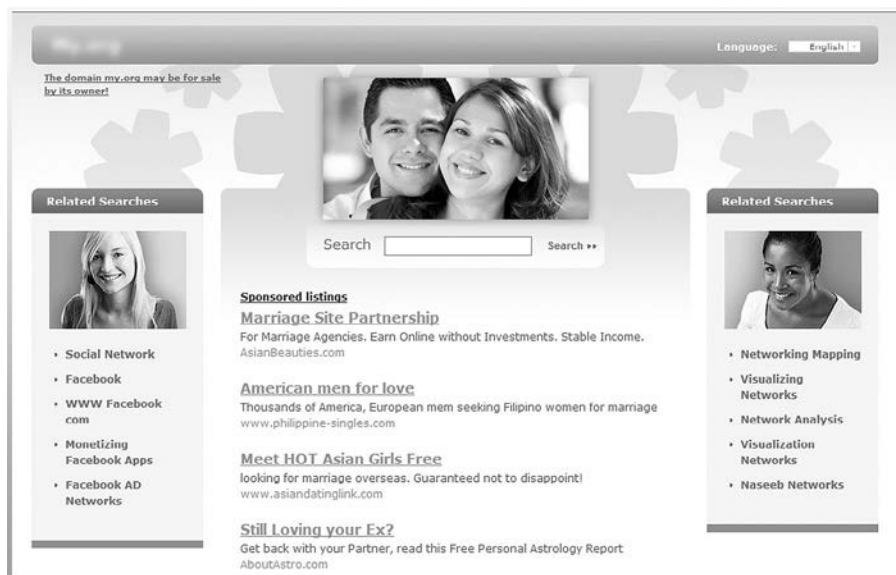 Language: English
The domain my.org may be for sale
by its owner!
Related Searches
Social Network
Facebook
WWW Facebook
com
Monetizing
Facebook Apps
Facebook AD
Networks
Search Search
Sponsored listings
Marriage Site Partnership
For Marriage Agencies. Earn Online without Investments. Stable Income.
AsianBeauties.com
American men for love
Thousands of America, European mem seeking Filipino women for marriage
www.philippine-singles.com
Meet HOT Asian Girls Free
looking for marriage overseas. Guaranteed not to disappoint!
www.asiandatinglink.com
Still Loving your Ex?
Get back with your Partner, read this Free Personal Astrology Report
AboutAstro.com
Related Searches
Networking Mapping
Visualizing
Networks
Network Analysis
Visualization
Networks
Naseeb Networks